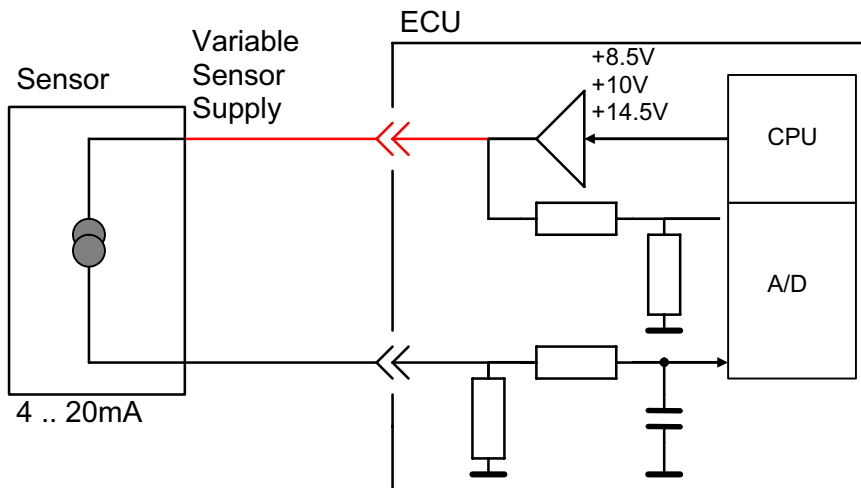 ECU
Variable
Sensor
Supply
Sensor
+8.5V
+10V
+14.5V
CPU
A/D
4 .. 20mA